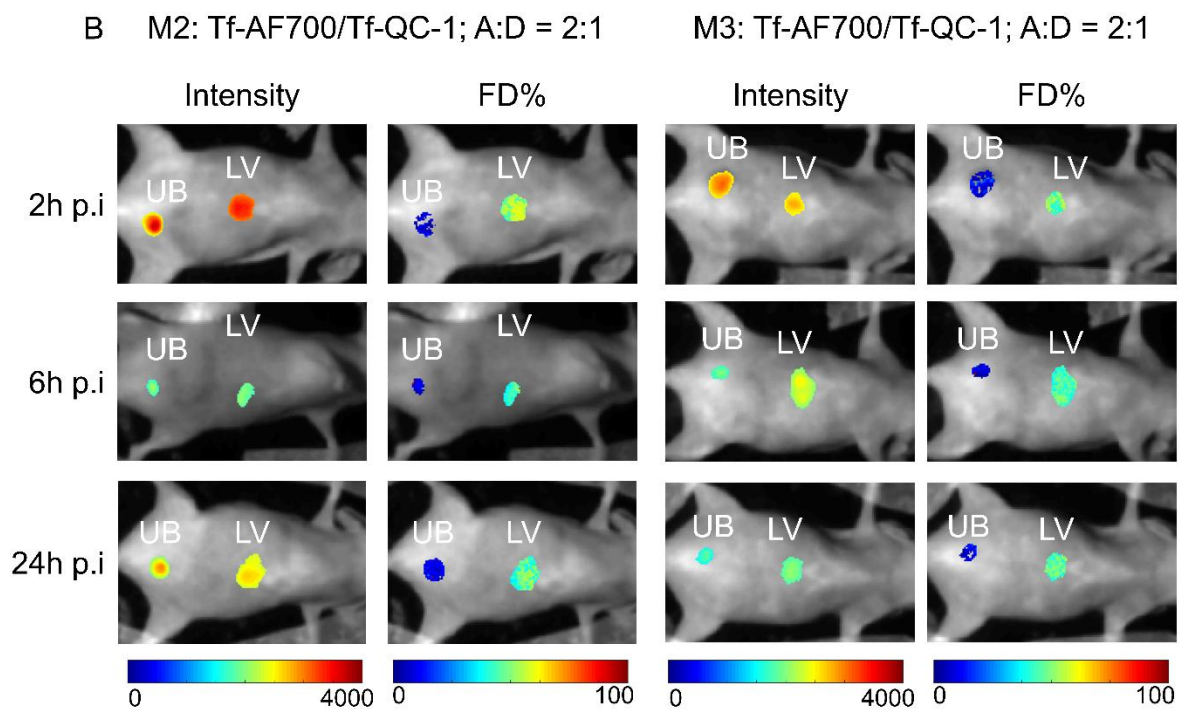 B M2: Tf-AF700/Tf-QC-1; A:D = 2:1 M3: Tf-AF700/Tf-QC-1; A:D = 2:1
Intensity FD% Intensity FD%
2h p.i
UB LV UB LV UB LV UB LV
6h p.i
UB LV UB LV UB LV UB LV
24h p.i
UB LV UB LV UB LV UB LV
0 4000 0 100 0 4000 0 100